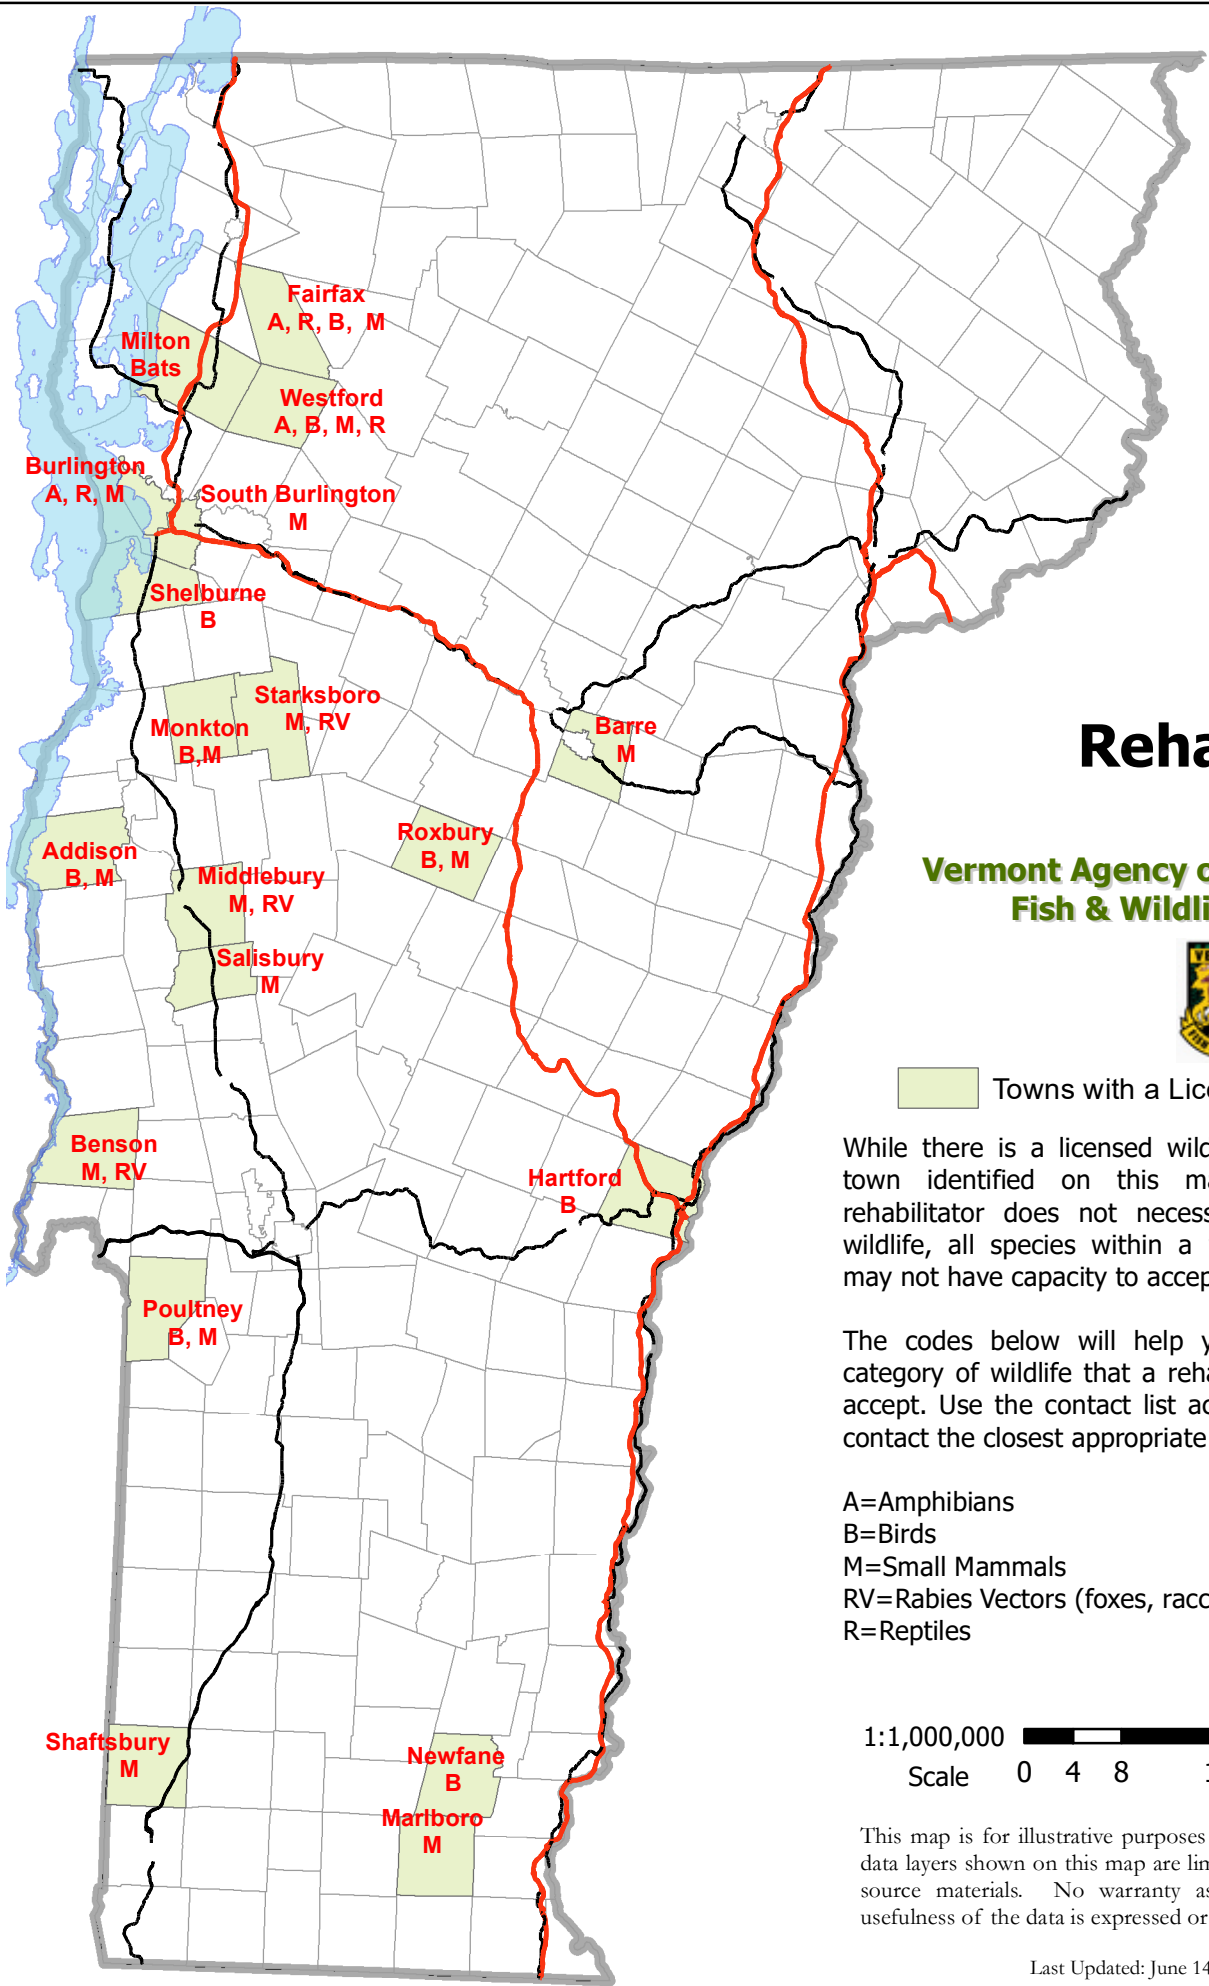 Fairfax
A, R, B, M
Milton
Bats
Westford
A, B, M, R
Burlington
A, R, M
South Burlington
M
Shelburne
B
Starksboro
M, RV
Monkton
B,M
Barre
M
Roxbury
B, M
Addison
B, M
Middlebury
M, RV
Salisbury
M
Benson
M, RV
Hartford
B
Poultney
B, M
Shaftsbury
M
Newfane
B
Marlboro
M
Reha
Vermont Agency o
Fish & Wildli
Towns with a Lice
While there is a licensed wild
town identified on this ma
rehabilitator does not necess
wildlife, all species within a
may not have capacity to accep
The codes below will help y
category of wildlife that a reha
accept. Use the contact list ac
contact the closest appropriate
A=Amphibians
B=Birds
M=Small Mammals
RV=Rabies Vectors (foxes, racc
R=Reptiles
1:1,000,000
Scale 0 4 8 1
This map is for illustrative purposes
data layers shown on this map are lim
source materials. No warranty as
usefulness of the data is expressed or
Last Updated: June 14